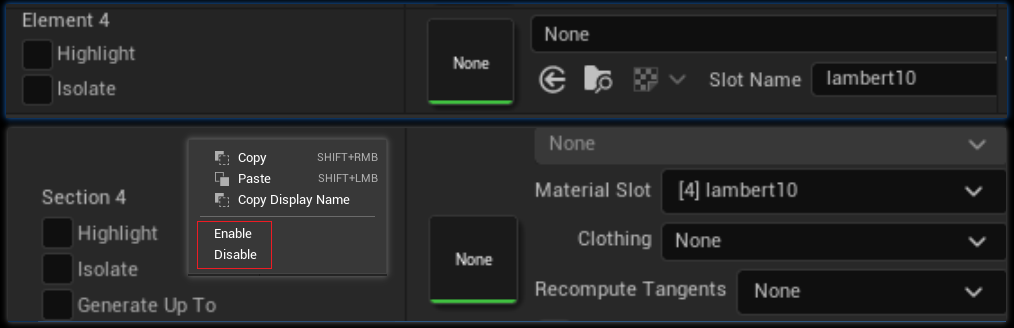 Element 4
Highlight
Isolate
None
None
Slot Name
lambert10
Section 4
Highlight
Isolate
Generate Up To
Copy SHIFT+RMB
Paste SHIFT+LMB
Copy Display Name
Enable
Disable
None
None
Material Slot [4] lambert10
Clothing None
Recompute Tangents None